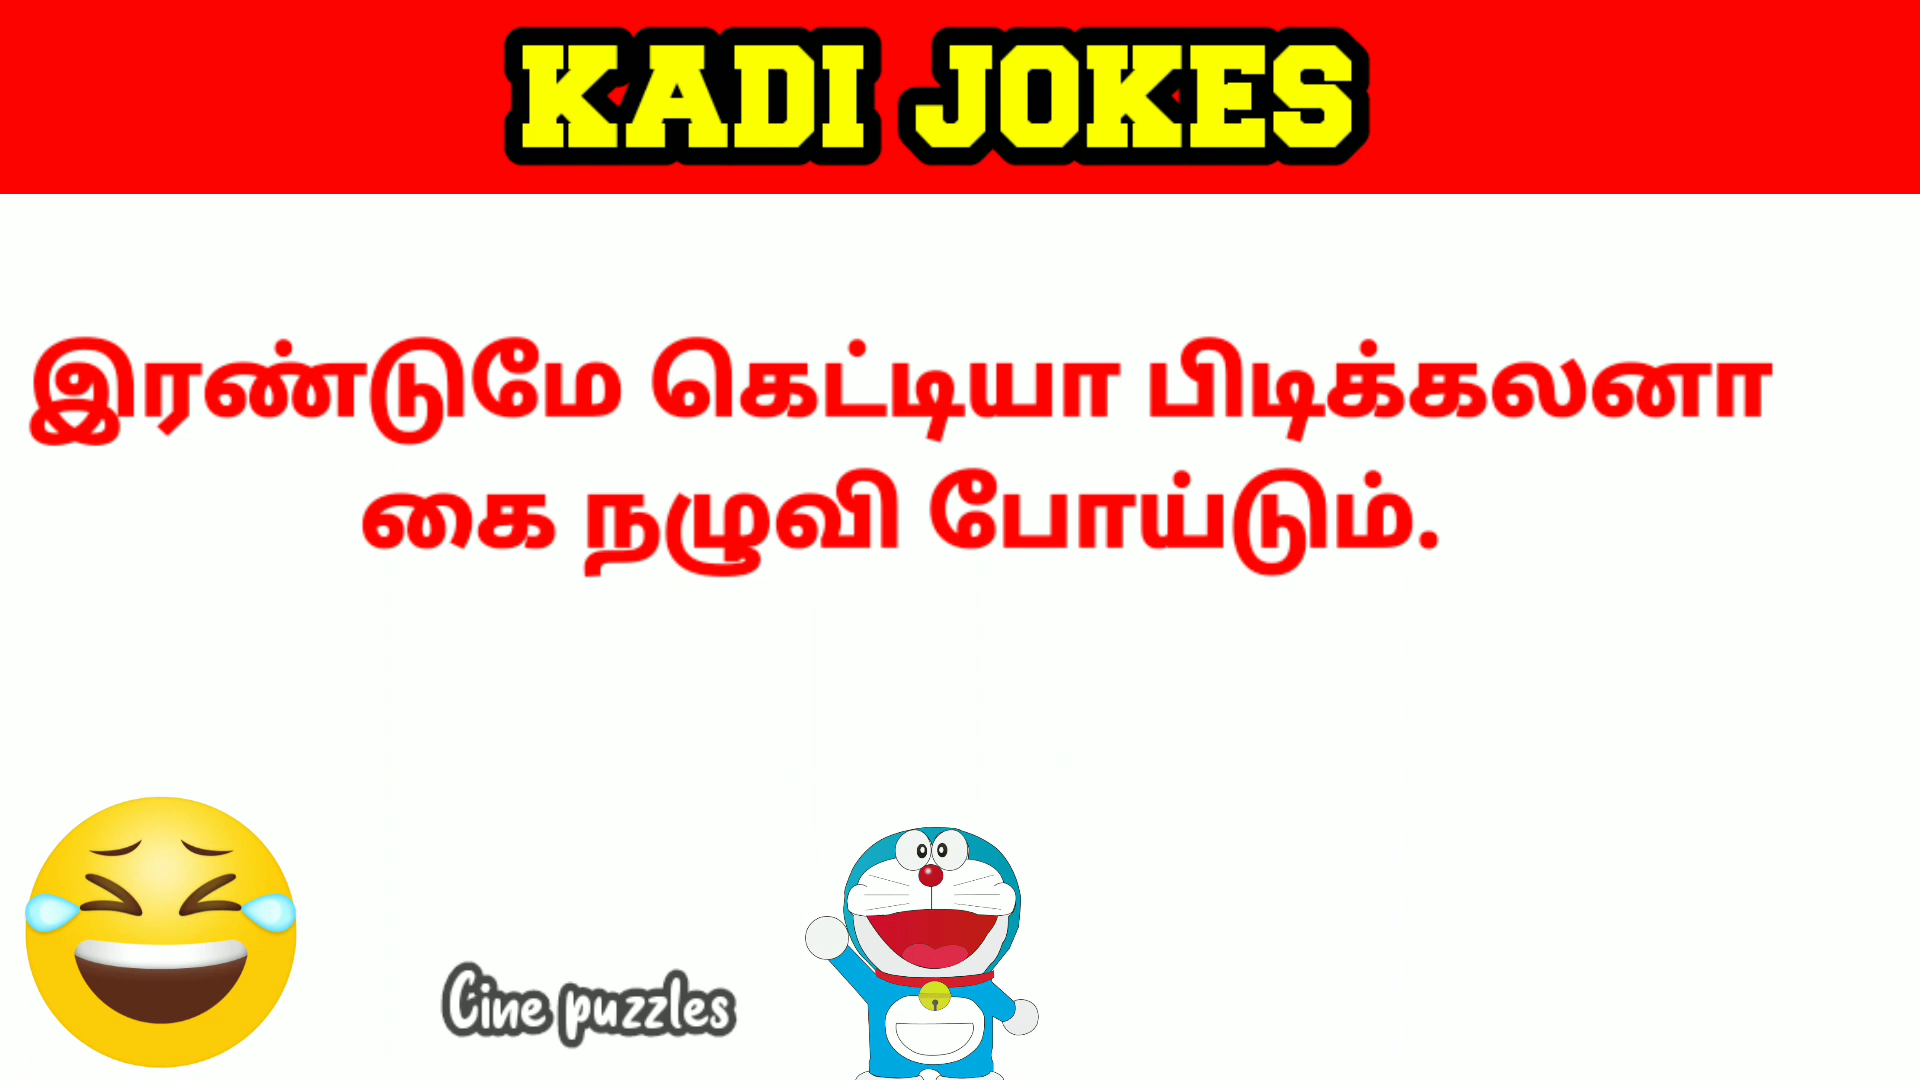 KADI JOKES
இரண்டுமே கெட்டியா பிடிக்கலனா
கை நழுவி போய்டும்.
Cine puzzles